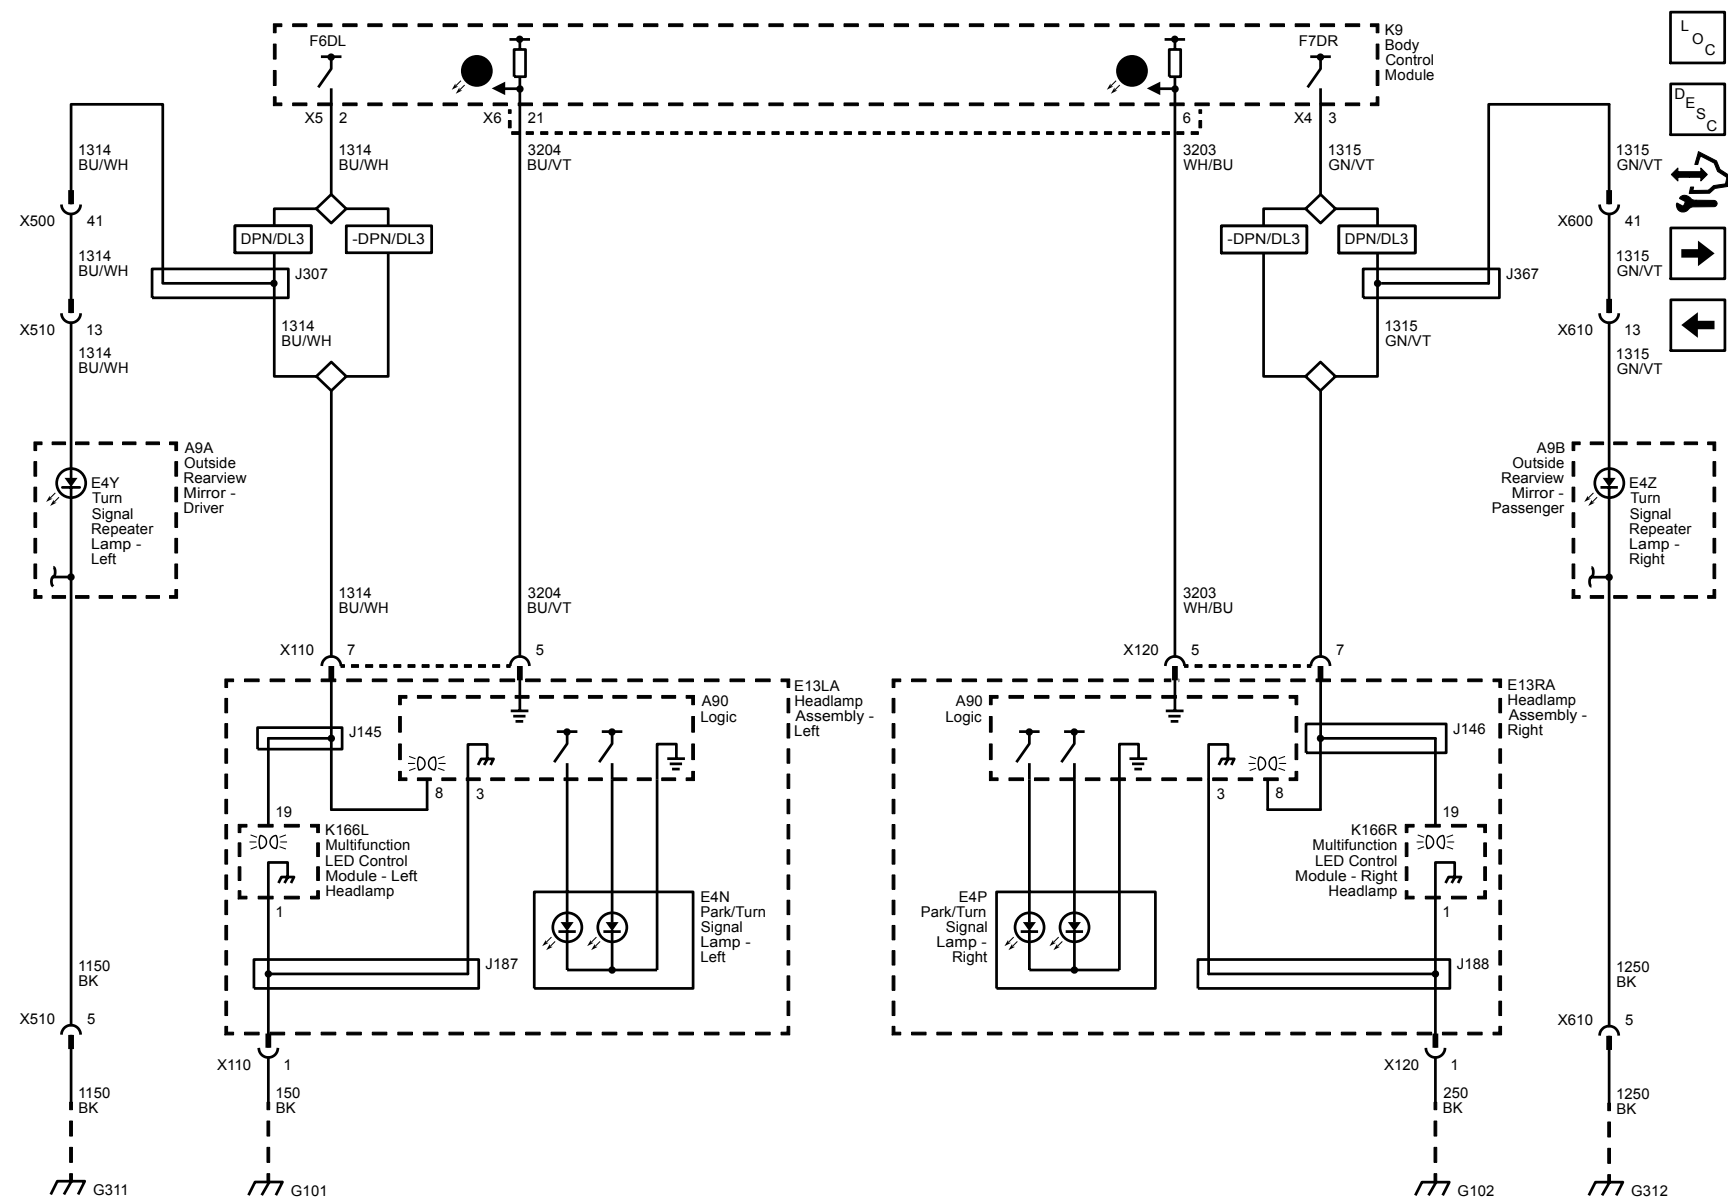 F6DL
F7DR
K9
Body
Control
Module
L
O
C
D
E
S
C
X5
2
X6
21
6
X4
3
1314
BU/WH
1314
BU/WH
3204
BU/VT
3203
WH/BU
1315
GN/VT
1315
GN/VT
X500
41
DPN/DL3
-DPN/DL3
-DPN/DL3
DPN/DL3
X600
41
1314
BU/WH
J307
J367
1315
GN/VT
X510
13
1314
BU/WH
1315
GN/VT
X610
13
1314
BU/WH
1315
GN/VT
A9A
Outside
Rearview
Mirror -
Driver
E4Y
Turn
Signal
Repeater
Lamp -
Left
A9B
Outside
Rearview
Mirror -
Passenger
E4Z
Turn
Signal
Repeater
Lamp -
Right
1314
BU/WH
3204
BU/VT
3203
WH/BU
X110
7
5
X120
5
7
A90
Logic
E13LA
Headlamp
Assembly -
Left
A90
Logic
E13RA
Headlamp
Assembly -
Right
J145
J146
8
3
3
8
19
K166L
Multifunction
LED Control
Module - Left
Headlamp
19
K166R
Multifunction
LED Control
Module - Right
Headlamp
1
1
E4N
Park/Turn
Signal
Lamp -
Left
E4P
Park/Turn
Signal
Lamp -
Right
J187
J188
1150
BK
1250
BK
X510
5
X610
5
X110
1
X120
1
1150
BK
150
BK
250
BK
1250
BK
G311
G101
G102
G312